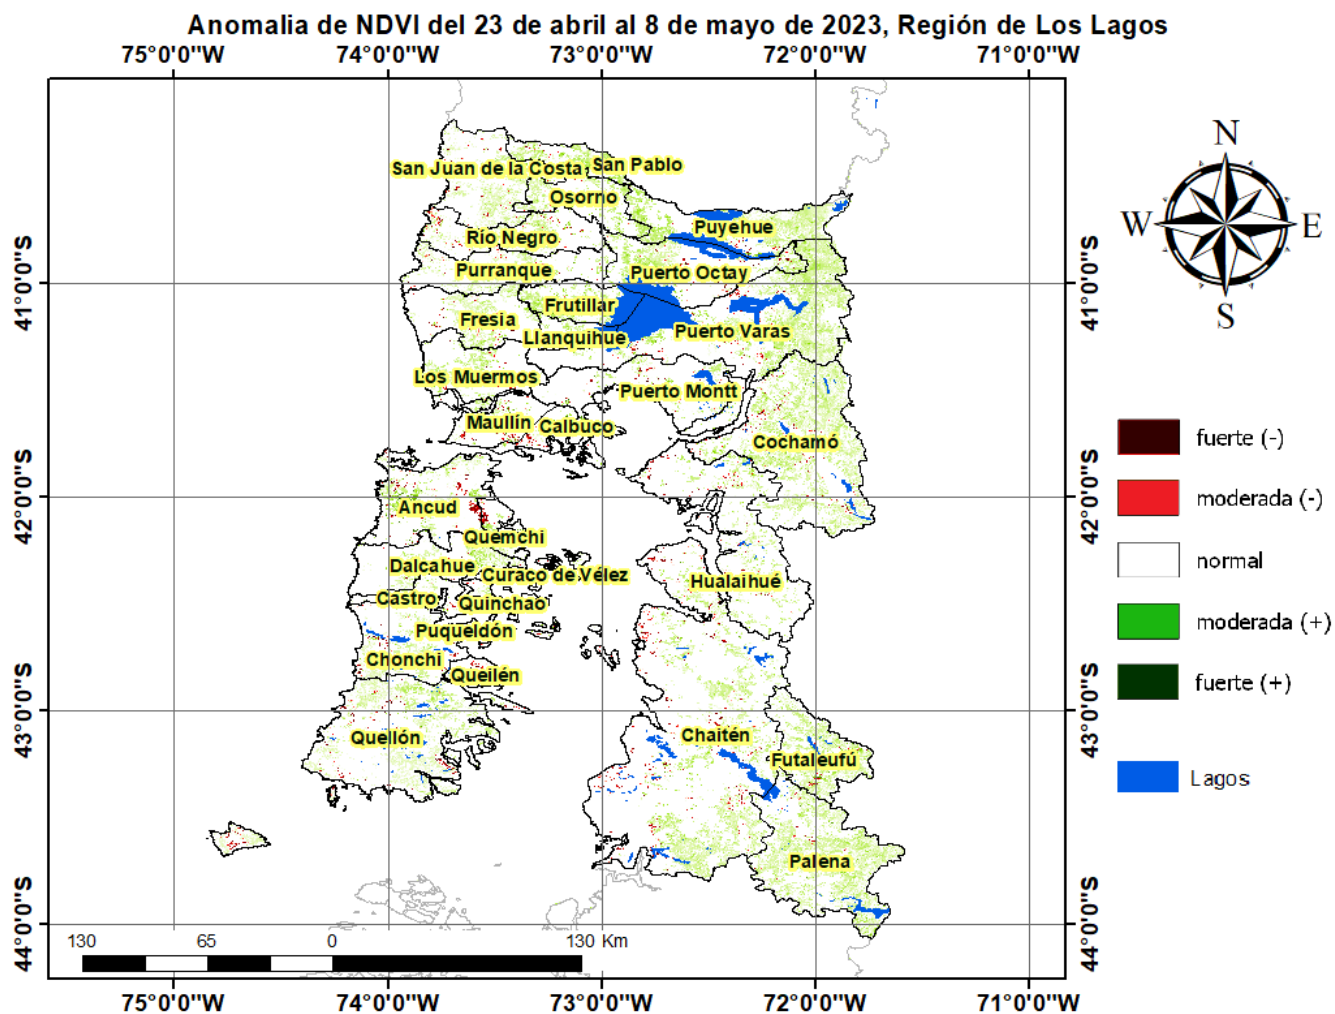 Anomalia de NDVI del 23 de abril al 8 de mayo de 2023, Región de Los Lagos
75°0'0"W 74°0'0"W 73°0'0"W 72°0'0"W 71°0'0"W
N
W E
S
San Juan de la Costa San Pablo
Osorno
Puyehue
Río Negro
41°0'0"S 41°0'0"S
Purranque Puerto Octay
Frutillar
Fresia
Llanquihue Puerto Varas
Los Muermos Puerto Montt
Maullín Calbuco
Cochamó
42°0'0"S 42°0'0"S
Ancud
Quemchi
Dalcahue Curaco de Vélez
Hualaihué
Castro Quinchao
Puqueldón
Chonchi
Queilén
43°0'0"S 43°0'0"S
Quellón Chaitén
Futaleufú
Palena
44°0'0"S 44°0'0"S
fuerte (-)
moderada (-)
normal
moderada (+)
fuerte (+)
Lagos
130 65 0 130 Km
75°0'0"W 74°0'0"W 73°0'0"W 72°0'0"W 71°0'0"W